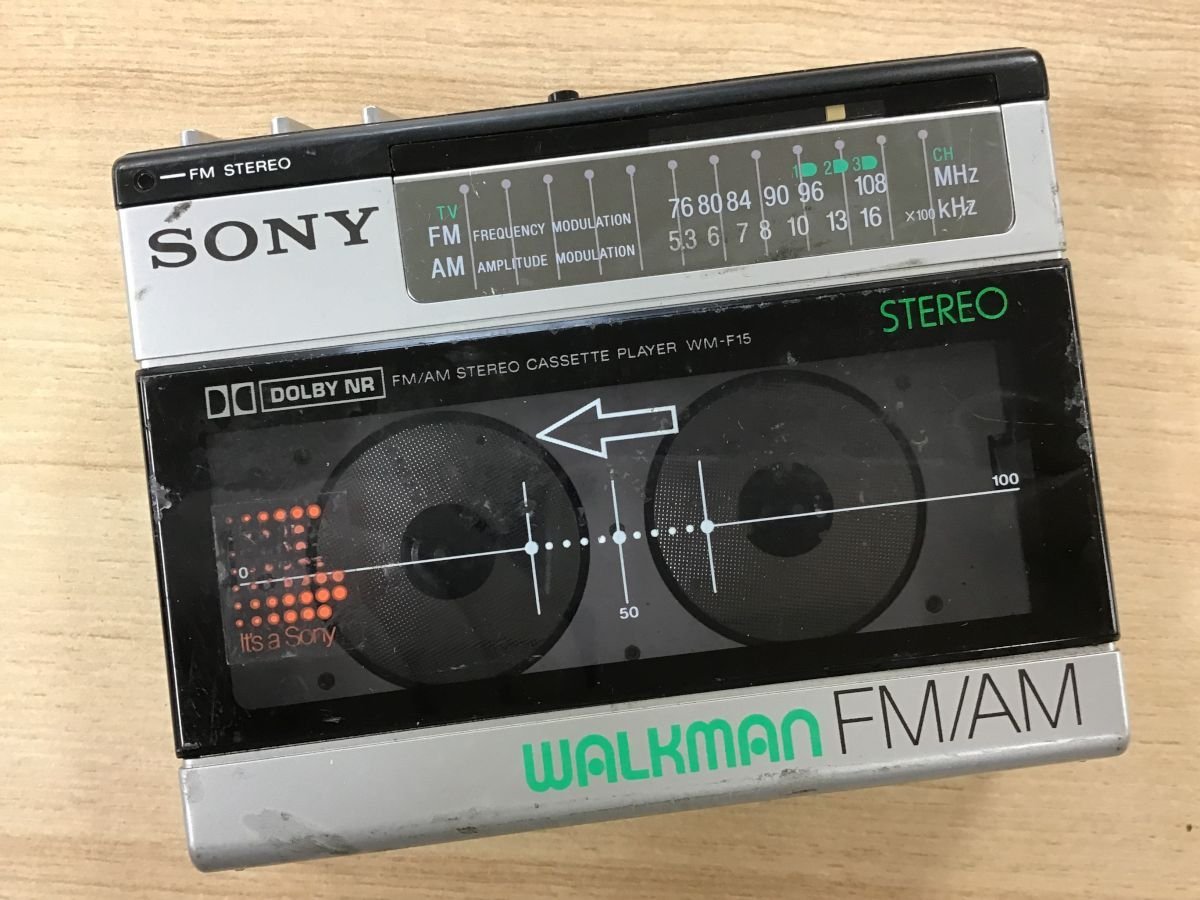 FM STEREO
SONY
TV 1 2 3 CH
FM FREQUENCY MODULATION 76 80 84 90 96 108 MHz
AM AMPLITUDE MODULATION 5.3 6 7 8 10 13 16 ×100 kHz
STEREO
DOLBY NR FM/AM STEREO CASSETTE PLAYER WM-F15
100
0
50
It's a Sony
WALKMAN FM/AM